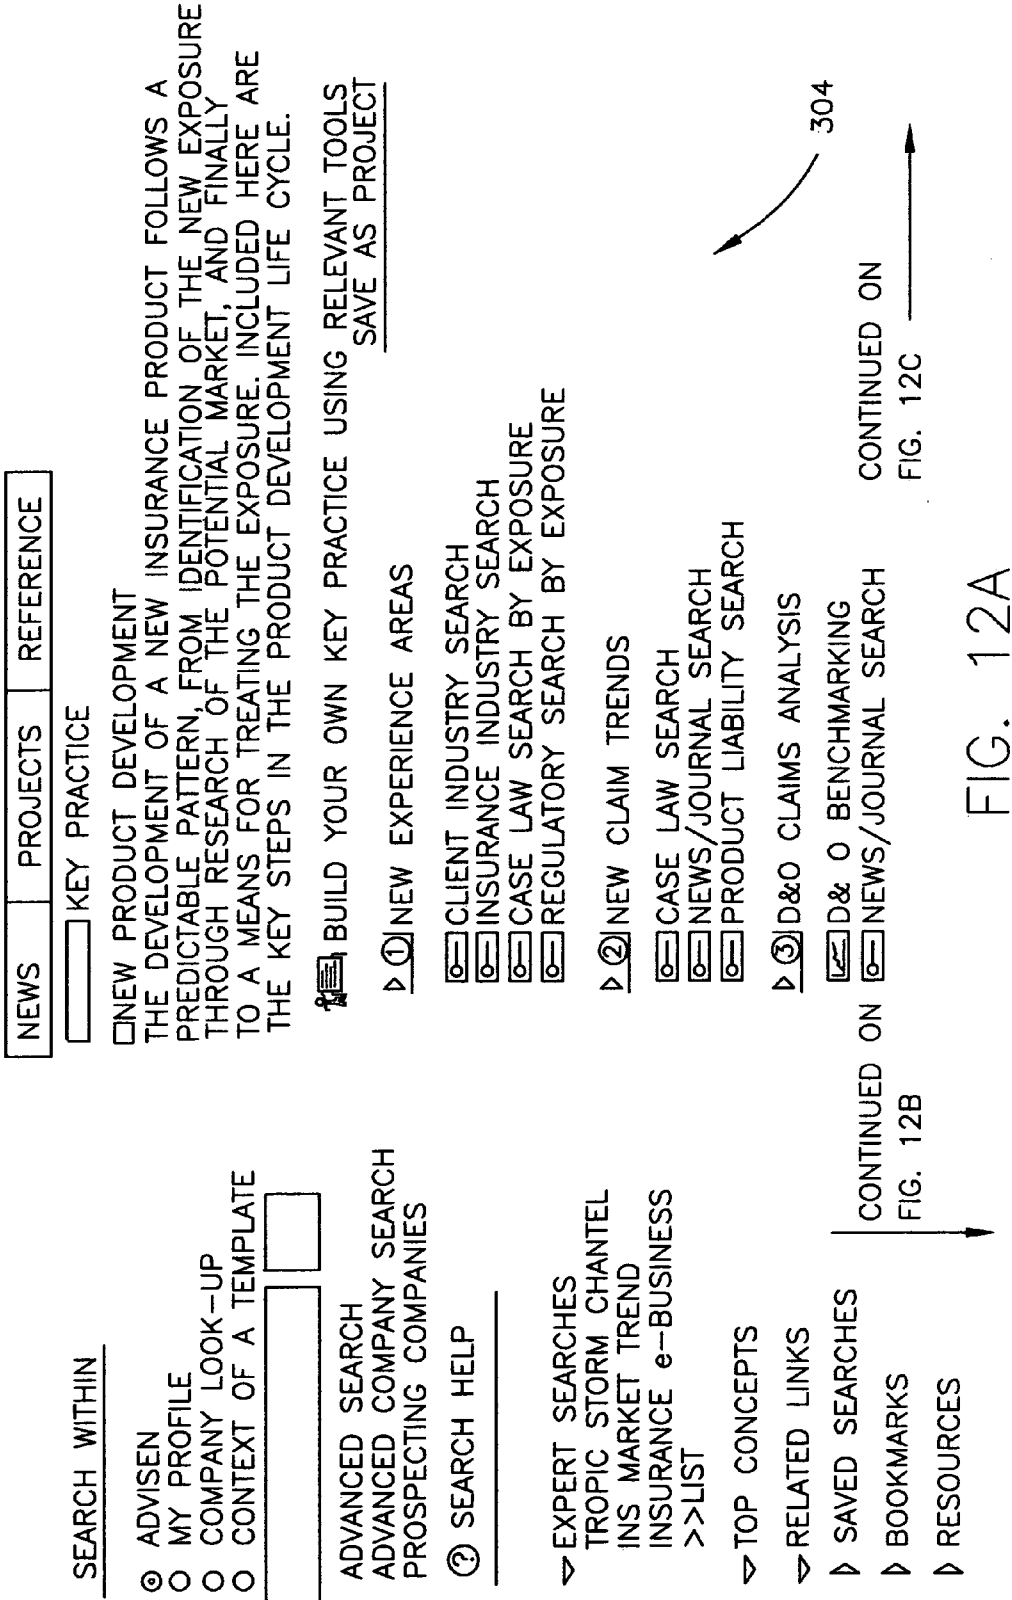 SEARCH WITHIN
ADVISEN
MY PROFILE
COMPANY LOOK-UP
CONTEXT OF A TEMPLATE
ADVANCED SEARCH
ADVANCED COMPANY SEARCH
PROSPECTING COMPANIES
? SEARCH HELP
EXPERT SEARCHES
TROPIC STORM CHANTEL
INS MARKET TREND
INSURANCE e-BUSINESS
>>LIST
TOP CONCEPTS
RELATED LINKS
SAVED SEARCHES
BOOKMARKS
RESOURCES
NEWS PROJECTS REFERENCE
KEY PRACTICE
NEW PRODUCT DEVELOPMENT
THE DEVELOPMENT OF A NEW INSURANCE PRODUCT FOLLOWS A
PREDICTABLE PATTERN, FROM IDENTIFICATION OF THE NEW EXPOSURE
THROUGH RESEARCH OF THE POTENTIAL MARKET, AND FINALLY
TO A MEANS FOR TREATING THE EXPOSURE. INCLUDED HERE ARE
THE KEY STEPS IN THE PRODUCT DEVELOPMENT LIFE CYCLE.
BUILD YOUR OWN KEY PRACTICE USING RELEVANT TOOLS
SAVE AS PROJECT
1 NEW EXPERIENCE AREAS
CLIENT INDUSTRY SEARCH
INSURANCE INDUSTRY SEARCH
CASE LAW SEARCH BY EXPOSURE
REGULATORY SEARCH BY EXPOSURE
2 NEW CLAIM TRENDS
CASE LAW SEARCH
NEWS/JOURNAL SEARCH
PRODUCT LIABILITY SEARCH
3 D&O CLAIMS ANALYSIS
D& O BENCHMARKING
NEWS/JOURNAL SEARCH
304
CONTINUED ON
FIG. 12B
CONTINUED ON
FIG. 12C
FIG. 12A